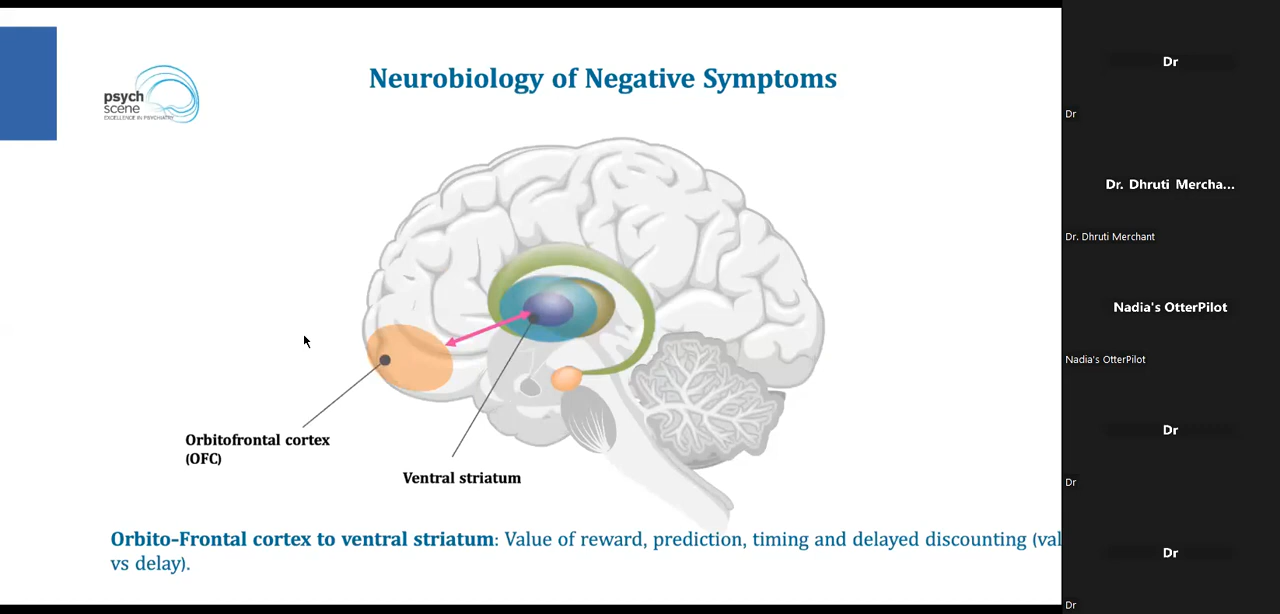 Neurobiology of Negative Symptoms
psych
scene
EXCELLENCE IN PSYCHIATRY
Orbitofrontal cortex
(OFC)
Ventral striatum
Orbito-Frontal cortex to ventral striatum: Value of reward, prediction, timing and delayed discounting (val
vs delay).
Dr
Dr
Dr. Dhruti Mercha...
Dr. Dhruti Merchant
Nadia's OtterPilot
Nadia's OtterPilot
Dr
Dr
Dr
Dr